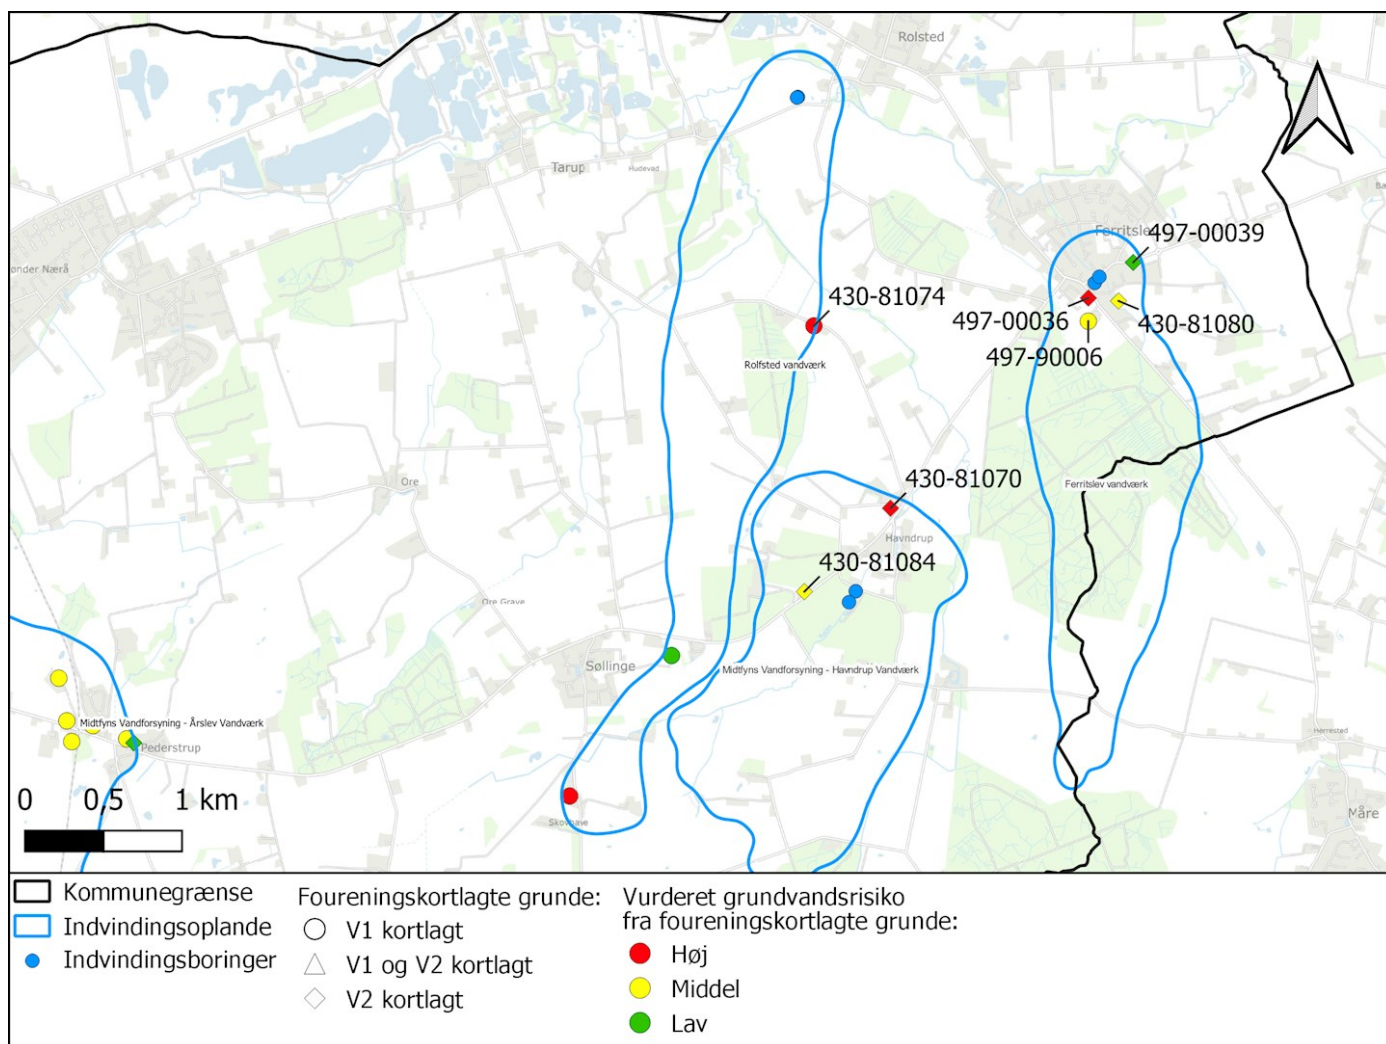 Rolsted
Tarup
Hudevad
Ferritslev
497-00039
ønder Nærå
430-81074
497-00036
430-81080
497-90006
Rolfsted vandværk
Ore
430-81070
Ferritslev vandværk
Havndrup
430-81084
Ore Grave
Søllinge
Midtfyns Vandforsyning - Havndrup Vandværk
Midtfyns Vandforsyning - Årslev Vandværk
Pederstrup
Herrested
0 0,5 1 km
Skovhave
Måre
Kommunegrænse
Indvindingsoplande
Indvindingsboringer
Foureningskortlagte grunde:
V1 kortlagt
V1 og V2 kortlagt
V2 kortlagt
Vurderet grundvandsrisiko
fra foureningskortlagte grunde:
Høj
Middel
Lav